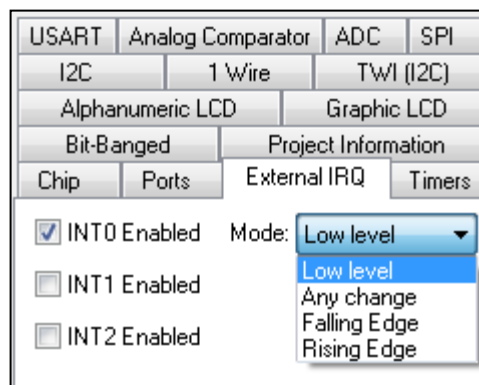 USART Analog Comparator ADC SPI
I2C 1 Wire TWI (I2C)
Alphanumeric LCD Graphic LCD
Bit-Banged Project Information
Chip Ports External IRQ Timers
INT0 Enabled Mode: Low level
Low level
INT1 Enabled
Any change
Falling Edge
INT2 Enabled
Rising Edge